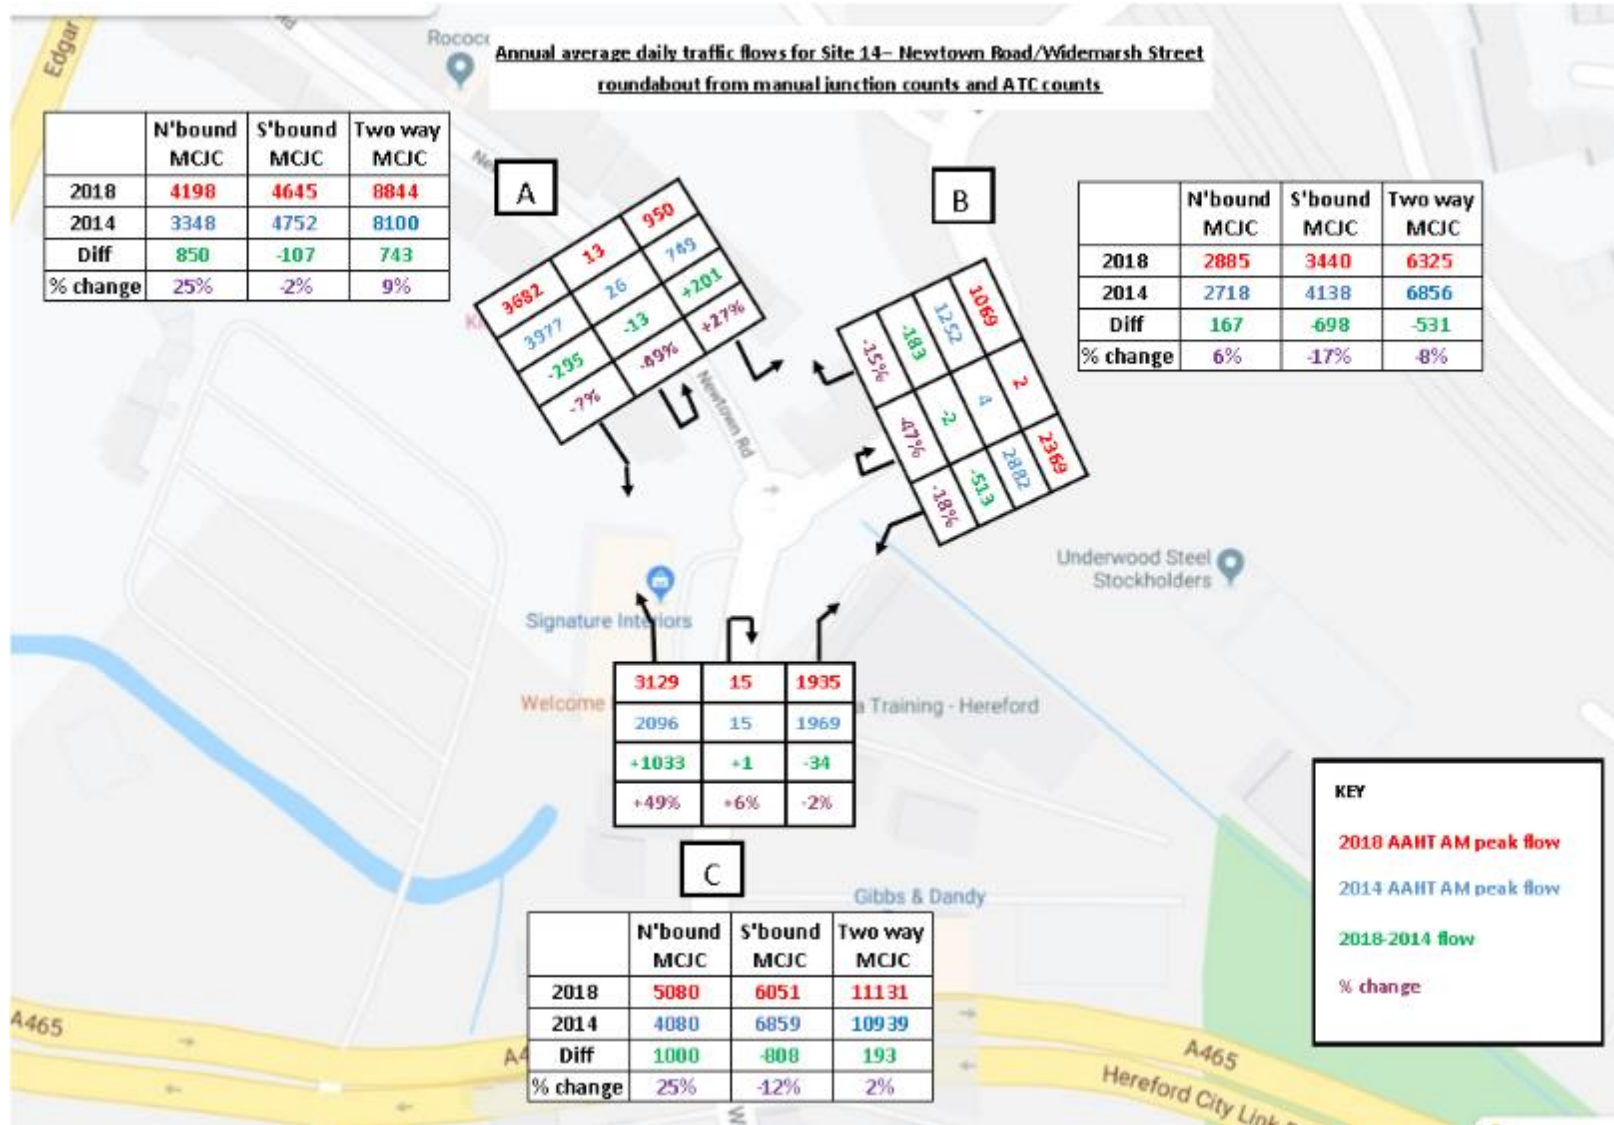 Edgar
Rococo
Annual average daily traffic flows for Site 14– Newtown Road/Widemarsh Street
roundabout from manual junction counts and ATC counts
N'bound S'bound Two way
MCJC MCJC MCJC
2018 4198 4645 8844
2014 3348 4752 8100
Diff 850 -107 743
% change 25% -2% 9%
A
B
N'bound S'bound Two way
MCJC MCJC MCJC
2018 2885 3440 6325
2014 2718 4138 6856
Diff 167 -698 -531
% change 6% -17% -8%
3682 13 950
3977 26 749
-295 -13 +201
-7% -49% +27%
-15% -183 1252 1069
-47% -2 4 2
-18% -513 2882 2369
Newtown Rd
Underwood Steel
Stockholders
Signature Interiors
Welcome
a Training - Hereford
3129 15 1935
2096 15 1969
+1033 +1 -34
+49% +6% -2%
C
Gibbs & Dandy
N'bound S'bound Two way
MCJC MCJC MCJC
2018 5080 6051 11131
2014 4080 6859 10939
Diff 1000 -808 193
% change 25% -12% 2%
KEY
2018 AAHT AM peak flow
2014 AAHT AM peak flow
2018-2014 flow
% change
A465
A4
A465
Hereford City Link
W